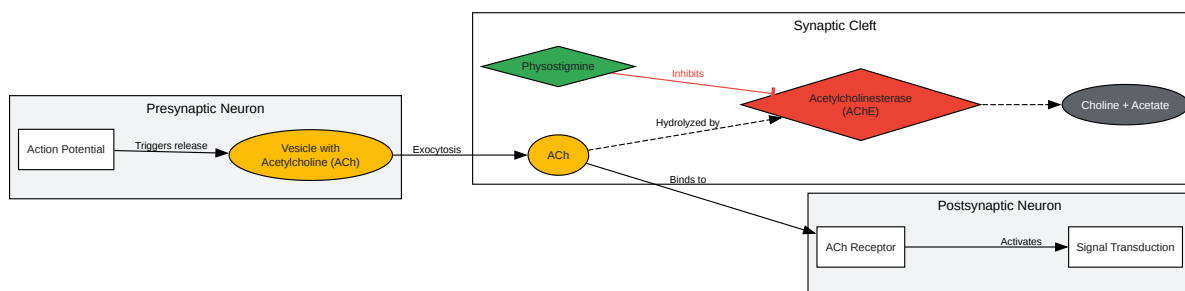 Synaptic Cleft
Physostigmine
Inhibits
Acetylcholinesterase
(AChE)
Choline + Acetate
Presynaptic Neuron
Action Potential
Triggers release
Vesicle with
Acetylcholine (ACh)
Exocytosis
ACh
Hydrolyzed by
Binds to
Postsynaptic Neuron
ACh Receptor
Activates
Signal Transduction